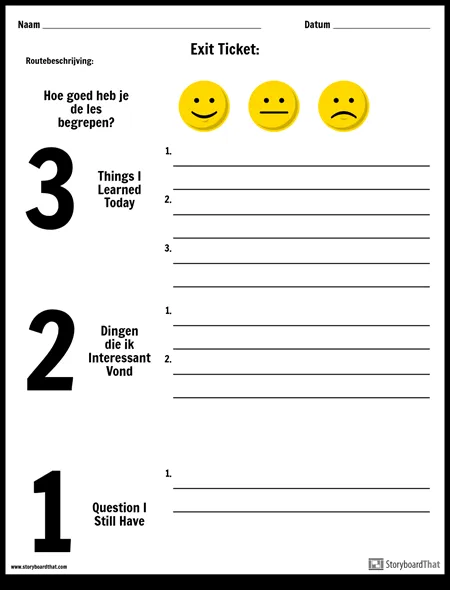 Naam Datum
Exit Ticket:
Routebeschrijving:
Hoe goed heb je
de les
begrepen?
3
Things I
Learned
Today
1.
2.
3.
2
Dingen
die ik
Interessant
Vond
1.
2.
1
Question I
Still Have
1.
www.storyboardthat.com
StoryboardThat